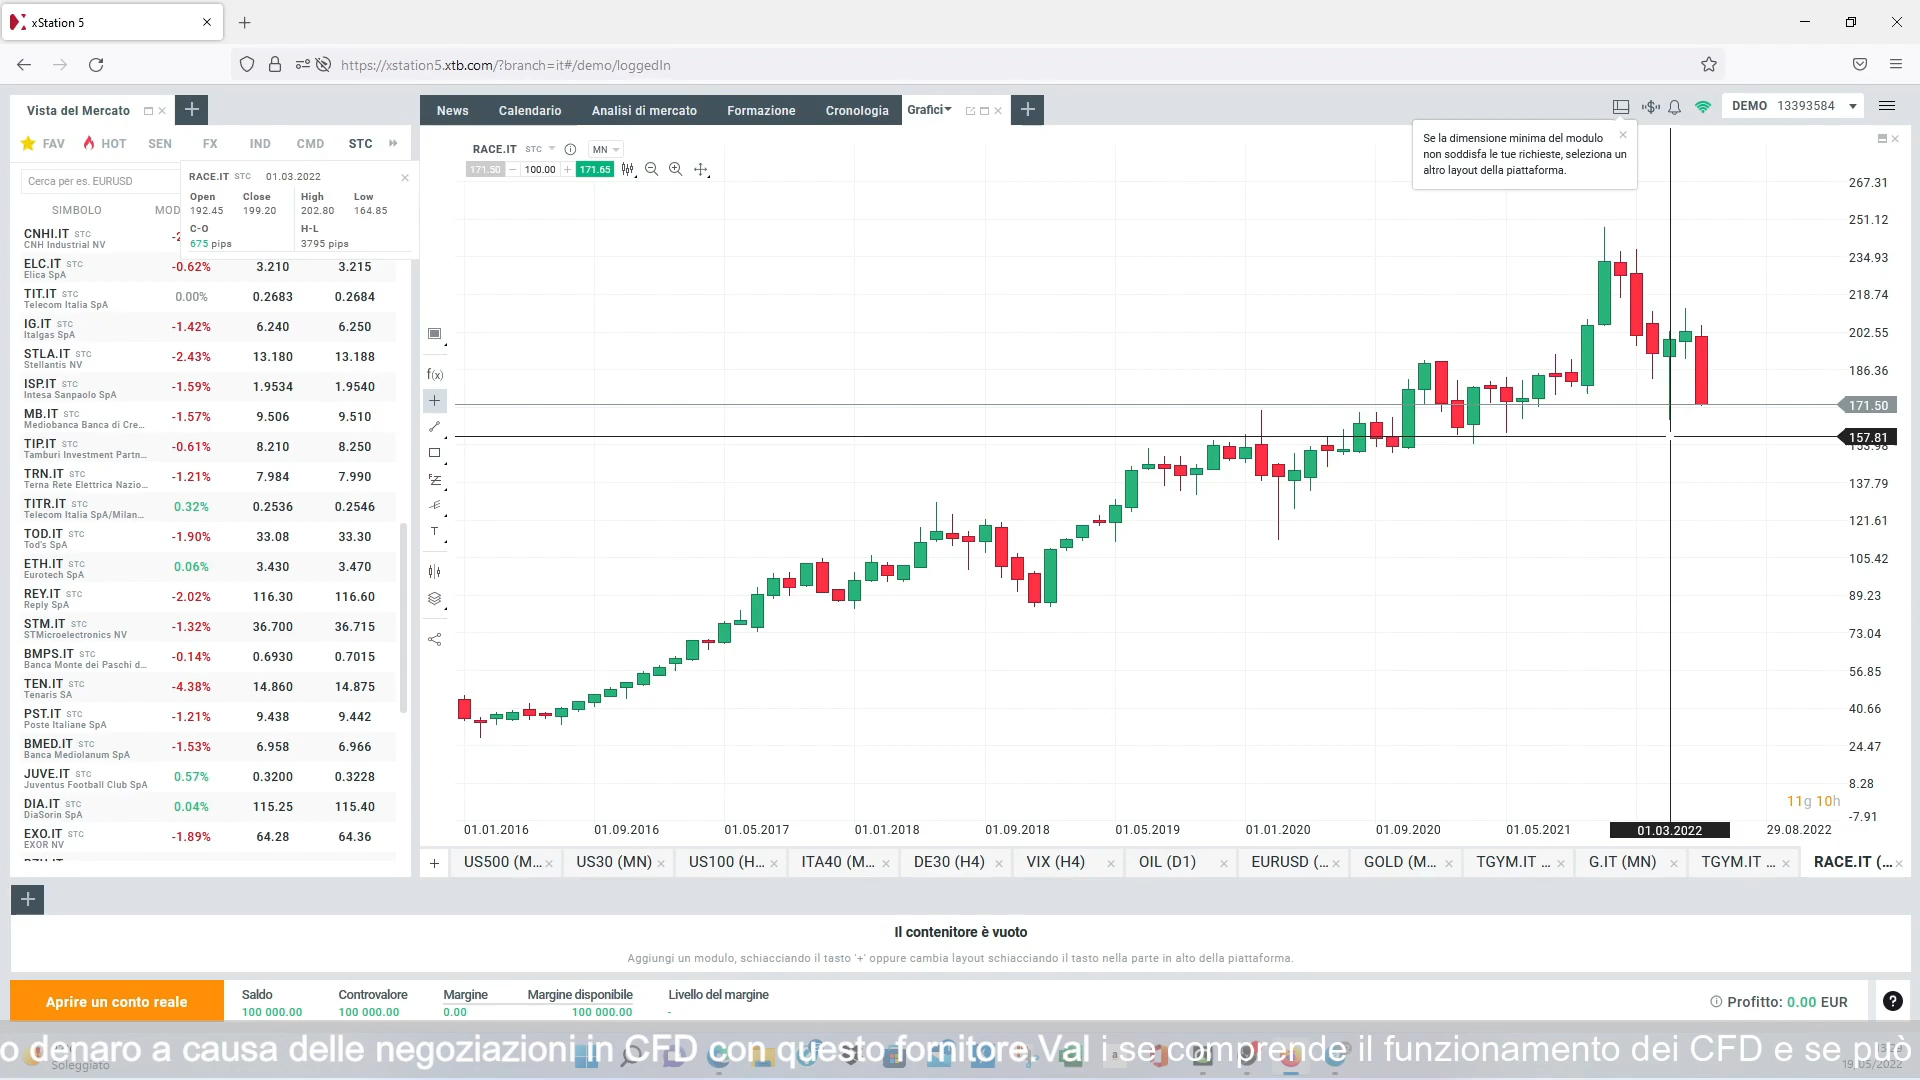 xStation 5
https://xstation5.xtb.com/?branch=it#/demo/loggedIn
Vista del Mercato
News Calendario Analisi di mercato Formazione Cronologia Grafici
DEMO 13393584
FAV HOT SEN FX IND CMD STC
Cerca per es. EURUSD
SIMBOLO MOD
RACE.IT STC 01.03.2022
Open Close High Low
192.45 199.20 202.80 164.85
C-O H-L
675 pips 3795 pips
CNHI.IT STC
CNH Industrial NV
ELC.IT STC -0.62% 3.210 3.215
Elica SpA
TIT.IT STC 0.00% 0.2683 0.2684
Telecom Italia SpA
IG.IT STC -1.42% 6.240 6.250
Italgas SpA
STLA.IT STC -2.43% 13.180 13.188
Stellantis NV
ISP.IT STC -1.59% 1.9534 1.9540
Intesa Sanpaolo SpA
MB.IT STC -1.57% 9.506 9.510
Mediobanca Banca di Cre...
TIP.IT STC -0.61% 8.210 8.250
Tamburi Investment Partn...
TRN.IT STC -1.21% 7.984 7.990
Terna Rete Elettrica Nazio...
TITR.IT STC 0.32% 0.2536 0.2546
Telecom Italia SpA/Milan...
TOD.IT STC -1.90% 33.08 33.30
Tod's SpA
ETH.IT STC 0.06% 3.430 3.470
Eurotech SpA
REY.IT STC -2.02% 116.30 116.60
Reply SpA
STM.IT STC -1.32% 36.700 36.715
STMicroelectronics NV
BMPS.IT STC -0.14% 0.6930 0.7015
Banca Monte dei Paschi d...
TEN.IT STC -4.38% 14.860 14.875
Tenaris SA
PST.IT STC -1.21% 9.438 9.442
Poste Italiane SpA
BMED.IT STC -1.53% 6.958 6.966
Banca Mediolanum SpA
JUVE.IT STC 0.57% 0.3200 0.3228
Juventus Football Club SpA
DIA.IT STC 0.04% 115.25 115.40
DiaSorin SpA
EXO.IT STC -1.89% 64.28 64.36
EXOR NV
RACE.IT STC MN
171.50 100.00 171.65
Se la dimensione minima del modulo
non soddisfa le tue richieste, seleziona un
altro layout della piattaforma.
f(x)
T
267.31
251.12
234.93
218.74
202.55
186.36
171.50
157.81
137.79
121.61
105.42
89.23
73.04
56.85
40.66
24.47
8.28
-7.91
11g 10h
01.01.2016 01.09.2016 01.05.2017 01.01.2018 01.09.2018 01.05.2019 01.01.2020 01.09.2020 01.05.2021 01.03.2022 29.08.2022
US500 (M... US30 (MN) US100 (H... ITA40 (M... DE30 (H4) VIX (H4) OIL (D1) EURUSD (... GOLD (M... TGYM.IT ... G.IT (MN) TGYM.IT ... RACE.IT (...
Il contenitore è vuoto
Aggiungi un modulo, schiacciando il tasto '+' oppure cambia layout schiacciando il tasto nella parte in alto della piattaforma.
Aprire un conto reale
Saldo Controvalore Margine Margine disponibile Livello del margine
100 000.00 100 000.00 0.00 100 000.00 -
Profitto: 0.00 EUR
o denaro a causa delle negoziazioni in CFD con questo fornitore. Val i se comprende il funzionamento dei CFD e se può
Soleggiato
19/05/2022